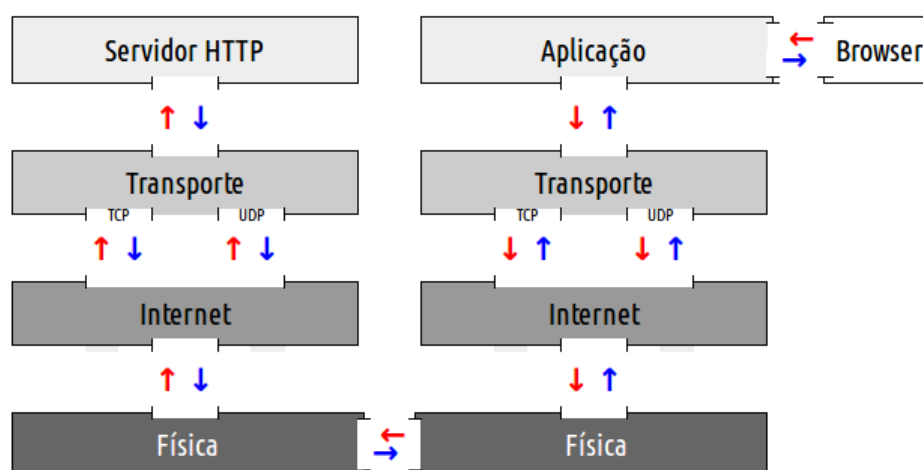 Servidor HTTP
Aplicação
Browser
Transporte
TCP
UDP
Transporte
TCP
UDP
Internet
Internet
Física
Física